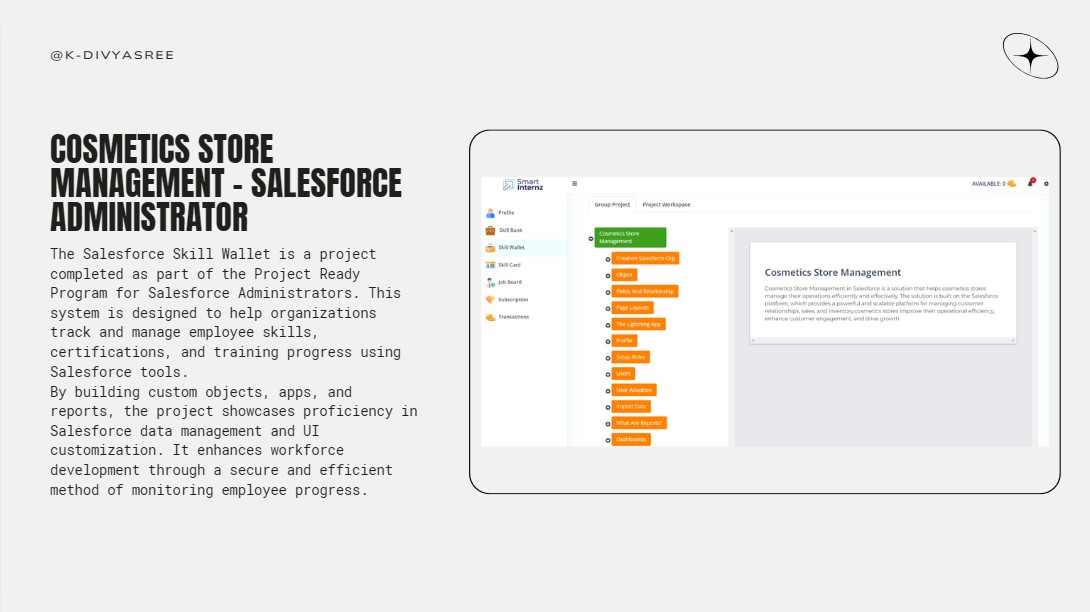 @K-DIVYASREE
COSMETICS STORE
MANAGEMENT - SALESFORCE
ADMINISTRATOR
The Salesforce Skill Wallet is a project
completed as part of the Project Ready
Program for Salesforce Administrators. This
system is designed to help organizations
track and manage employee skills,
certifications, and training progress using
Salesforce tools.
By building custom objects, apps, and
reports, the project showcases proficiency in
Salesforce data management and UI
customization. It enhances workforce
development through a secure and efficient
method of monitoring employee progress.
Smart
Internz
AVAILABLE: 0
Profile
Skill Bank
Skill Wallet
Skill Card
Job Board
Subscription
Transactions
Group Project
Project Workspace
Cosmetics Store
Management
Creation Salesforce Org
Object
Fields And Relationship
Page Layouts
The Lightning App
Profile
Setup Roles
Users
User Adoption
Import Data
What Are Reports?
Dashboards
Cosmetics Store Management
Cosmetics Store Management in Salesforce is a solution that helps cosmetics stores
manage their operations efficiently and effectively. The solution is built on the Salesforce
platform, which provides a powerful and scalable platform for managing customer
relationships, sales, and inventory.cosmetics stores improve their operational efficiency,
enhance customer engagement, and drive growth.